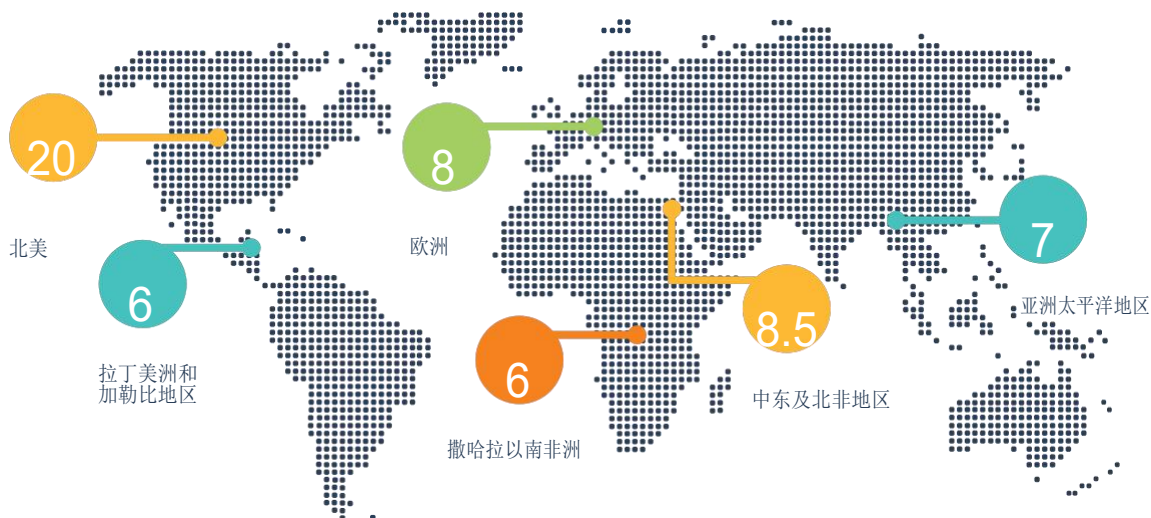 20
北美
8
欧洲
7
亚洲太平洋地区
6
拉丁美洲和
加勒比地区
6
撒哈拉以南非洲
8.5
中东及北非地区